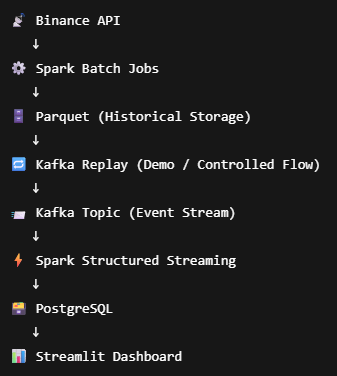 📡 Binance API
↓
⚙️ Spark Batch Jobs
↓
🗄️ Parquet (Historical Storage)
↓
🔁 Kafka Replay (Demo / Controlled Flow)
↓
📨 Kafka Topic (Event Stream)
↓
⚡ Spark Structured Streaming
↓
🗃️ PostgreSQL
↓
📊 Streamlit Dashboard